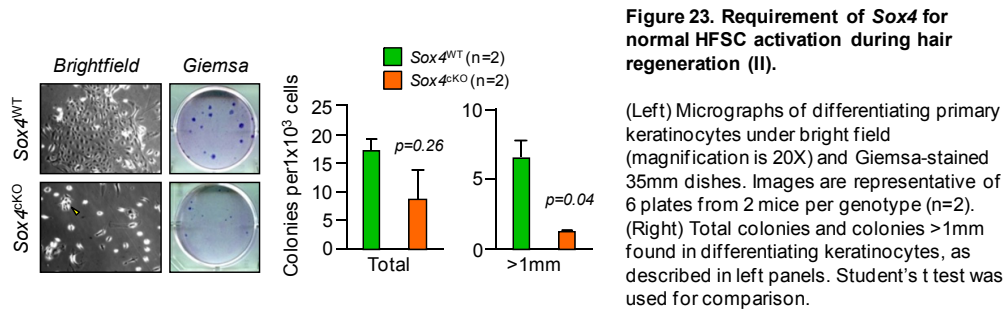 Brightfield
Giemsa
Sox4WT
Sox4cKO
Sox4WT (n=2)
Sox4cKO (n=2)
Colonies per1x103 cells
25
20
15
10
5
0
p=0.26
Total
10
5
0
p=0.04
>1mm
Figure 23. Requirement of Sox4 for
normal HFSC activation during hair
regeneration (II).
(Left) Micrographs of differentiating primary
keratinocytes under bright field
(magnification is 20X) and Giemsa-stained
35mm dishes. Images are representative of
6 plates from 2 mice per genotype (n=2).
(Right) Total colonies and colonies >1mm
found in differentiating keratinocytes, as
described in left panels. Student’s t test was
used for comparison.